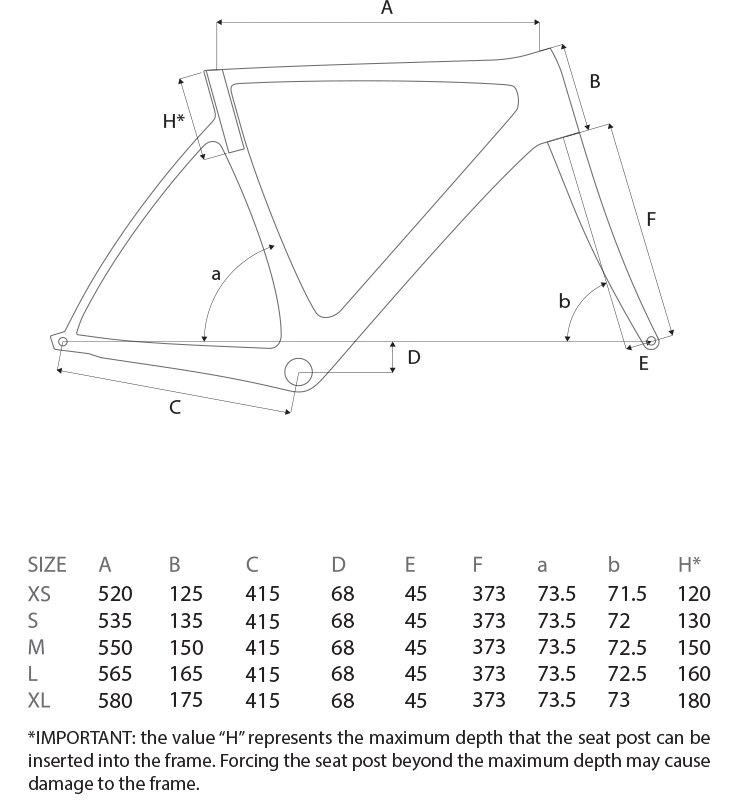 A
B
H*
F
a
b
D
E
C
SIZE A B C D E F a b H*
XS 520 125 415 68 45 373 73.5 71.5 120
S 535 135 415 68 45 373 73.5 72 130
M 550 150 415 68 45 373 73.5 72.5 150
L 565 165 415 68 45 373 73.5 72.5 160
XL 580 175 415 68 45 373 73.5 73 180
*IMPORTANT: the value “H” represents the maximum depth that the seat post can be
inserted into the frame. Forcing the seat post beyond the maximum depth may cause
damage to the frame.